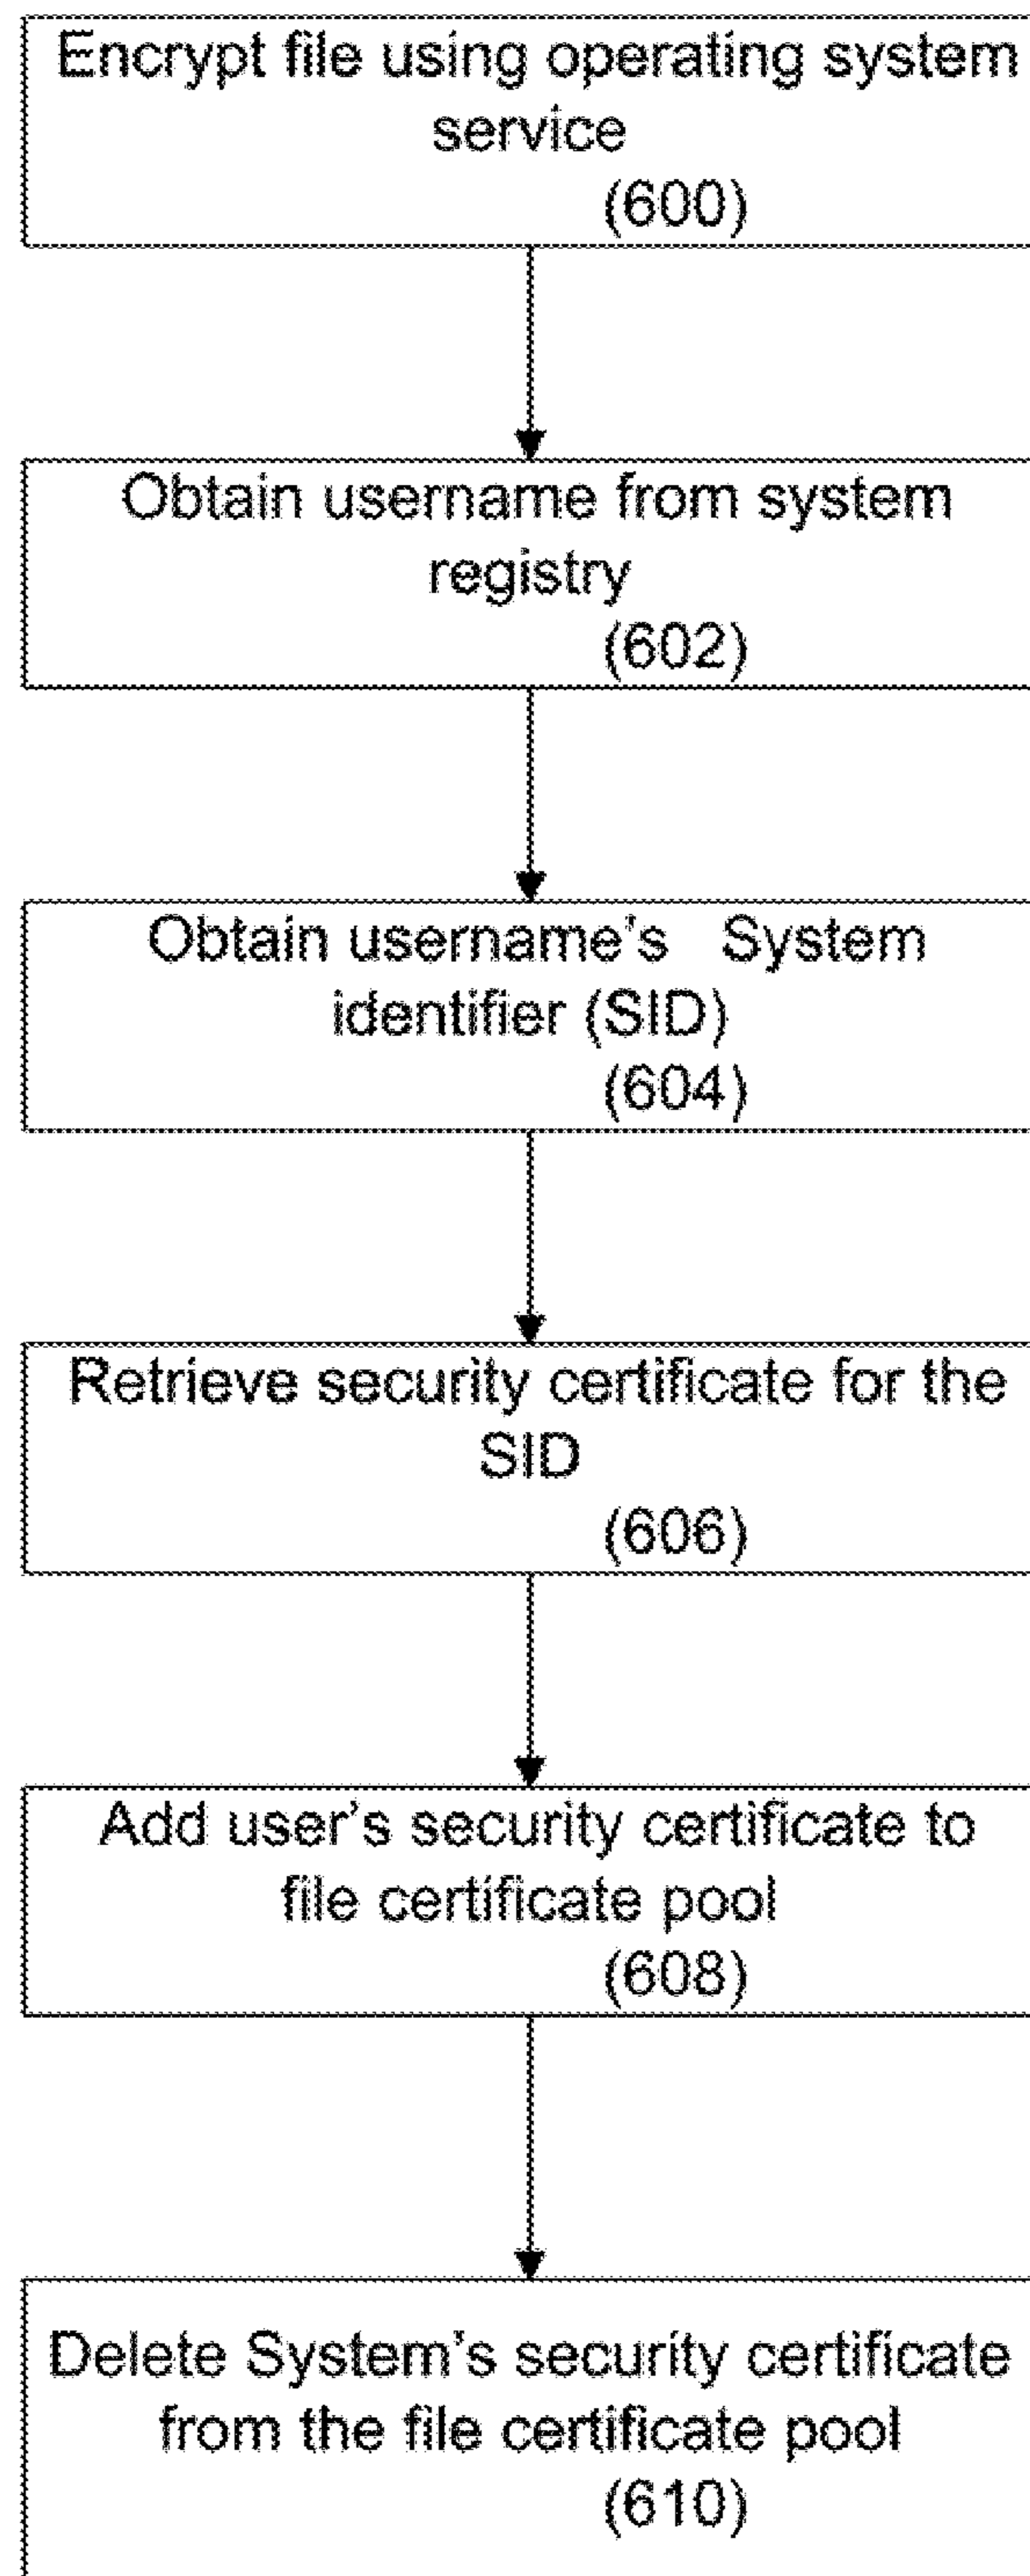 Encrypt file using operating system
service
(600)
Obtain username from system
registry
(602)
Obtain username's System
identifier (SID)
(604)
Retrieve security certificate for the
SID
(606)
Add user's security certificate to
file certificate pool
(608)
Delete System's security certificate
from the file certificate pool
(610)